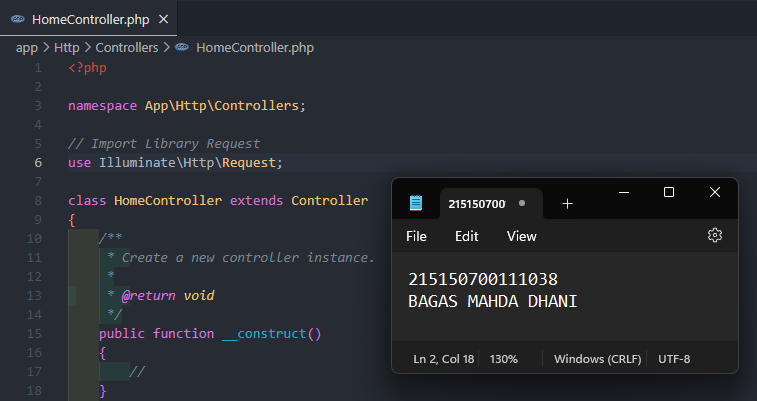 HomeController.php
app > Http > Controllers > HomeController.php
1 <?php
2
3 namespace App\Http\Controllers;
4
5 // Import Library Request
6 use Illuminate\Http\Request;
7
8 class HomeController extends Controller
9 {
10 /**
11 * Create a new controller instance.
12 *
13 * @return void
14 */
15 public function __construct()
16 {
17 //
18 }
215150700
File Edit View
215150700111038
BAGAS MAHDA DHANI
Ln 2, Col 18 130% Windows (CRLF) UTF-8